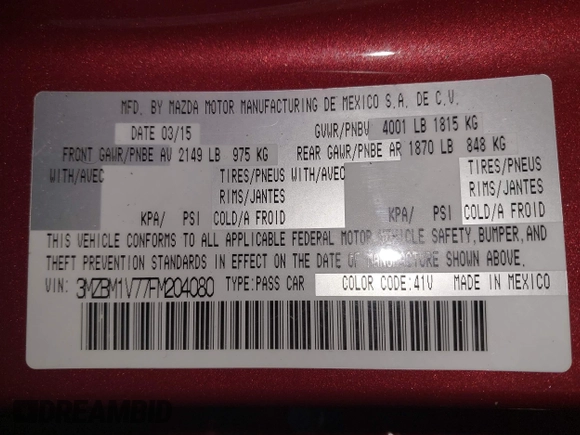 MFD. BY MAZDA MOTOR MANUFACTURING DE MEXICO S.A. DE C.V.
DATE 03/15 GVWR/PNBV 4001 LB 1815 KG
FRONT GAWR/PNBE AV 2149 LB 975 KG REAR GAWR/PNBE AR 1870 LB 848 KG
WITH/AVEC TIRES/PNEUS WITH/AVEC TIRES/PNEUS
RIMS/JANTES RIMS/JANTES
KPA/ PSI COLD/A FROID KPA/ PSI COLD/A FROID
THIS VEHICLE CONFORMS TO ALL APPLICABLE FEDERAL MOTOR VEHICLE SAFETY, BUMPER, AND
THEFT PREVENTION STANDARDS IN EFFECT ON THE DATE OF MANUFACTURE SHOWN ABOVE.
VIN: 3MZBM1V77FM204080 TYPE:PASS CAR COLOR CODE:41V MADE IN MEXICO
DREAMBID